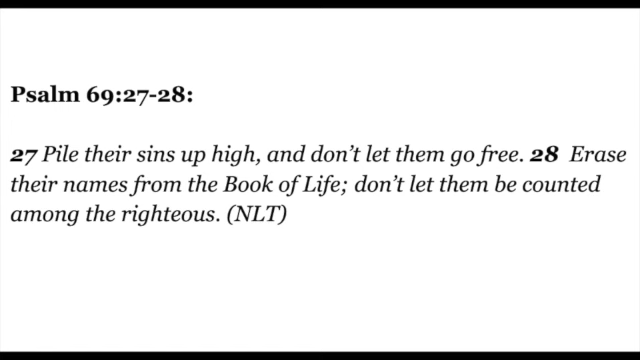 Psalm 69:27-28:
27 Pile their sins up high, and don’t let them go free. 28 Erase
their names from the Book of Life; don’t let them be counted
among the righteous. (NLT)